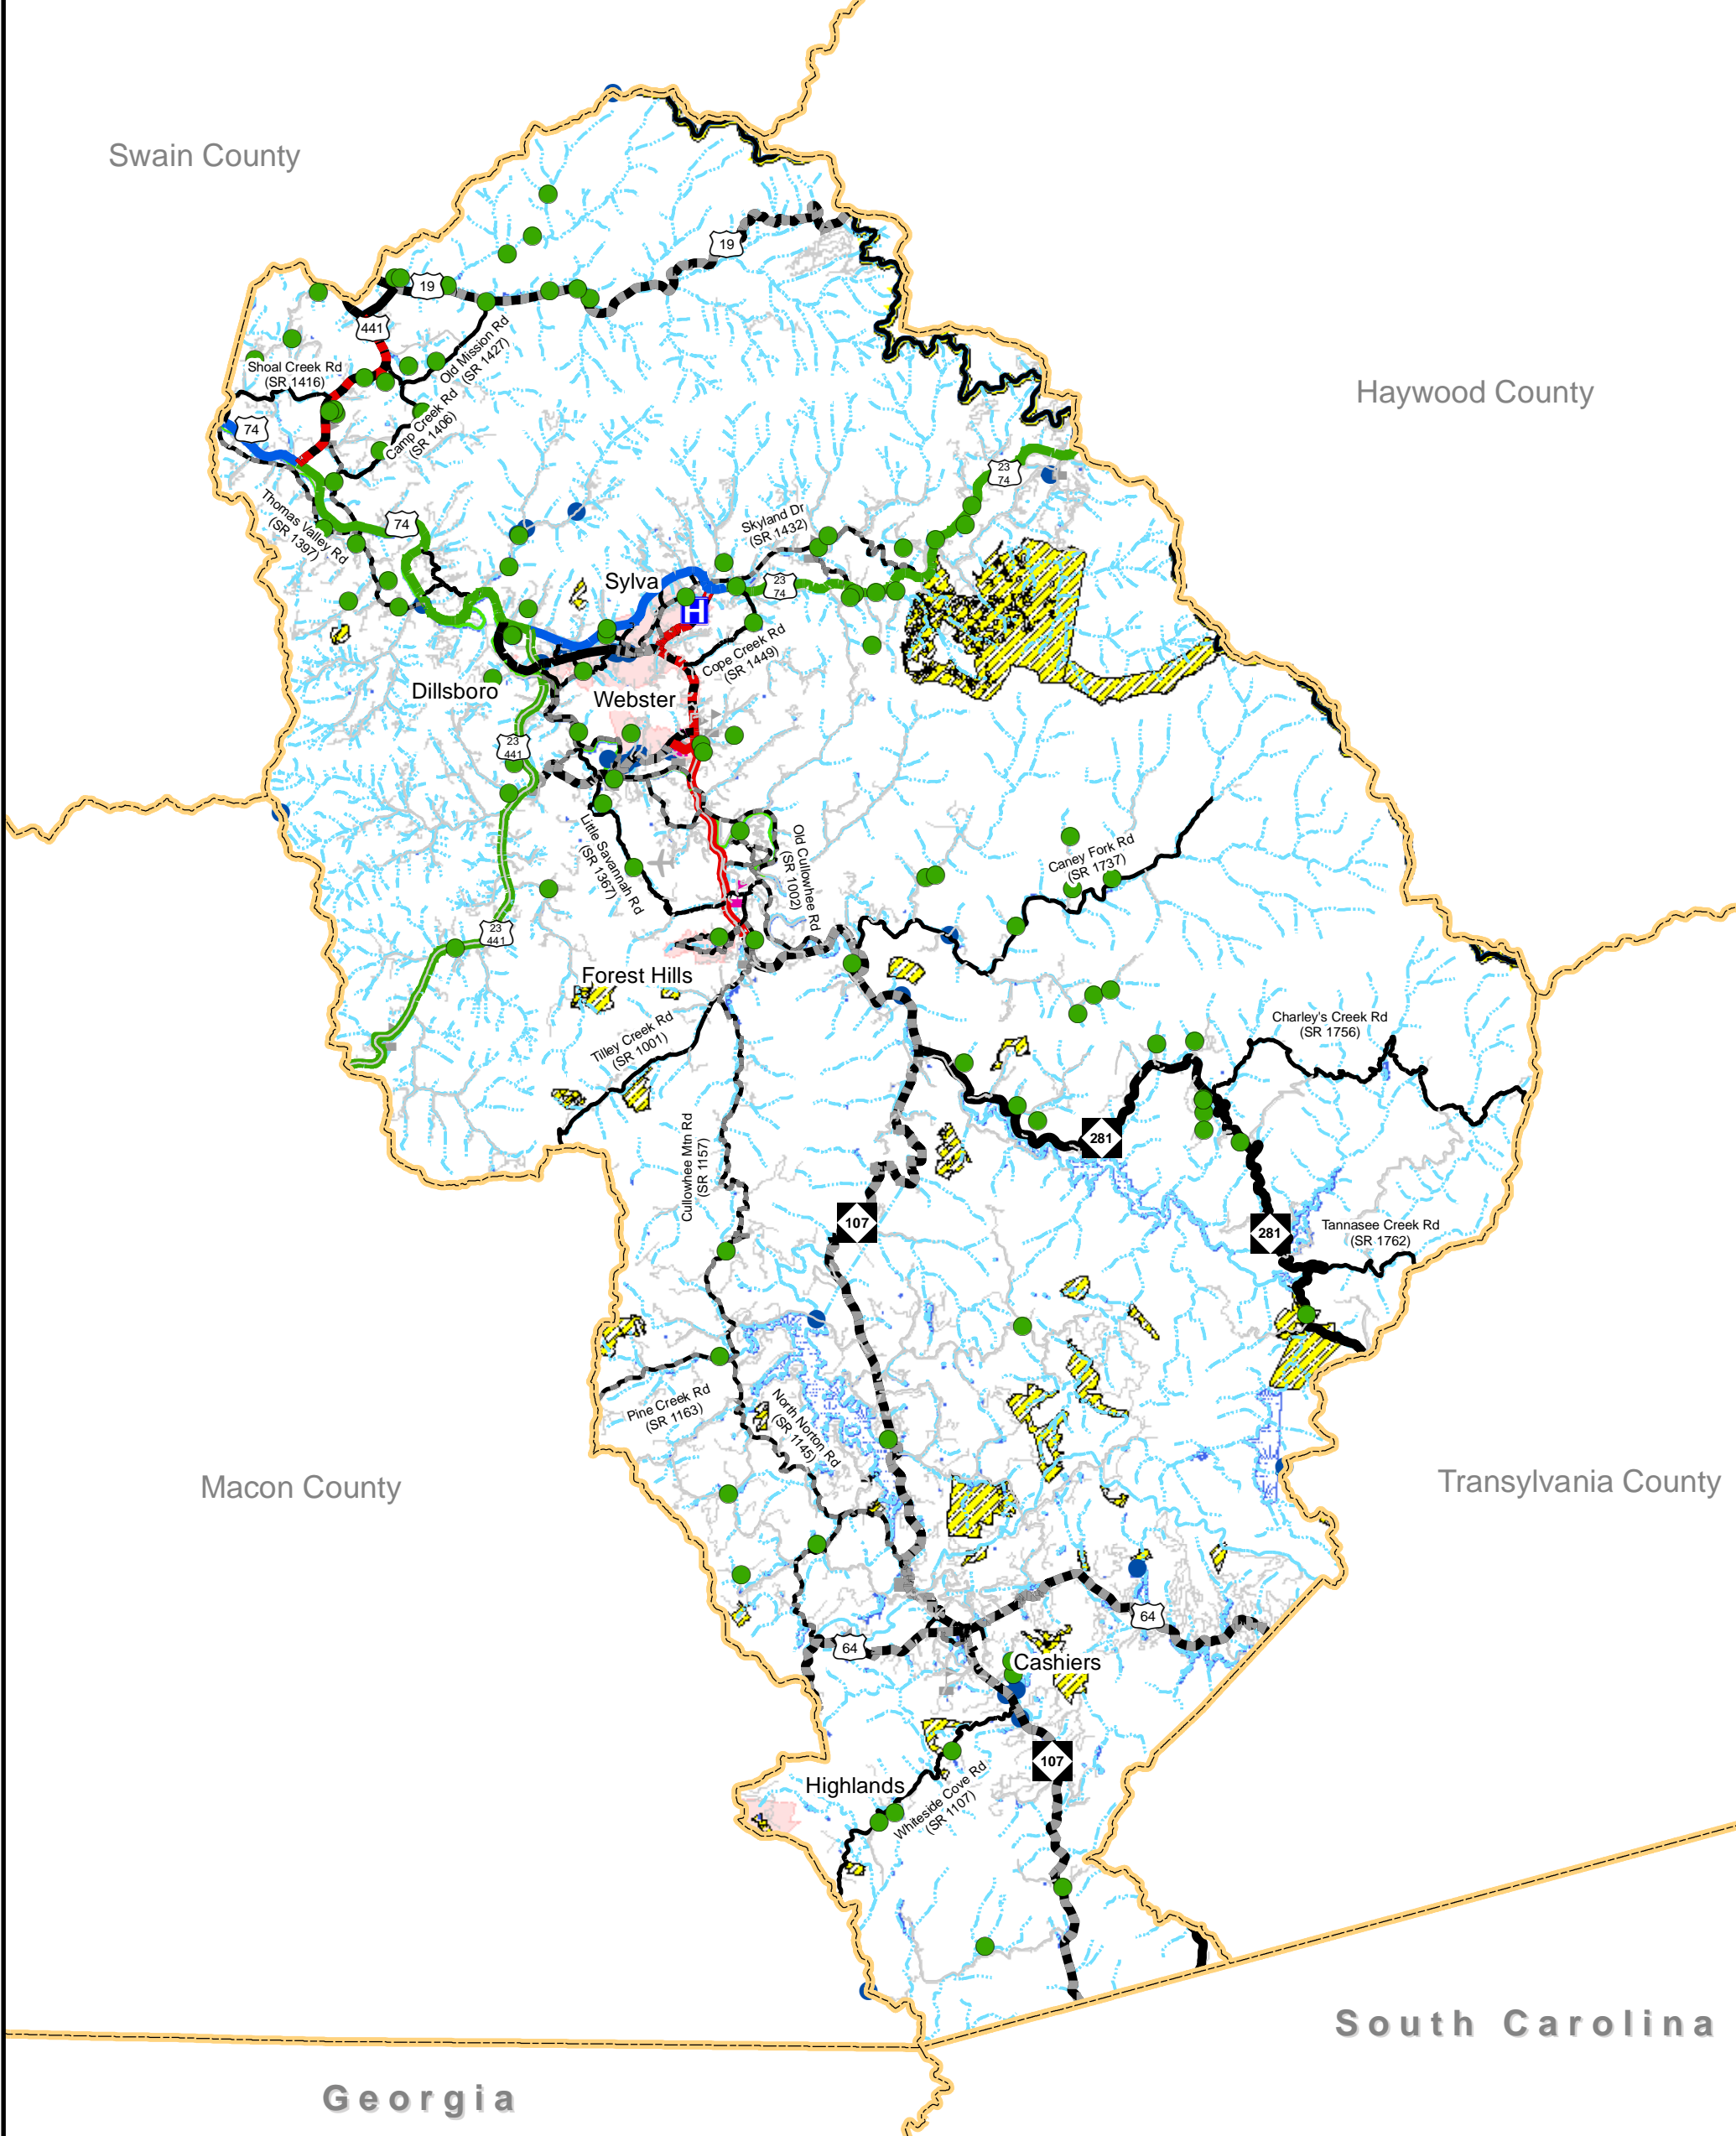 Swain County
19
Haywood County
19
441
Old Mission Rd
(SR 1427)
Shoal Creek Rd
(SR 1416)
Camp Creek Rd
(SR 1406)
74
23
74
Thomas Valley Rd
(SR 1397)
74
Skyland Dr
(SR 1432)
Sylva
23
74
H
Cope Creek Rd
(SR 1449)
Dillsboro
Webster
23
441
Little Savannah Rd
(SR 1367)
Old Cullowhee Rd
(SR 1002)
Caney Fork Rd
(SR 1737)
23
441
Forest Hills
Tilley Creek Rd
(SR 1001)
Charley's Creek Rd
(SR 1756)
281
Cullowhee Mtn Rd
(SR 1157)
107
281
Tannasee Creek Rd
(SR 1762)
Pine Creek Rd
(SR 1163)
North Norton Rd
(SR 1145)
Macon County
Transylvania County
64
64
Cashiers
107
Highlands
Whiteside Cove Rd
(SR 1107)
South Carolina
Georgia